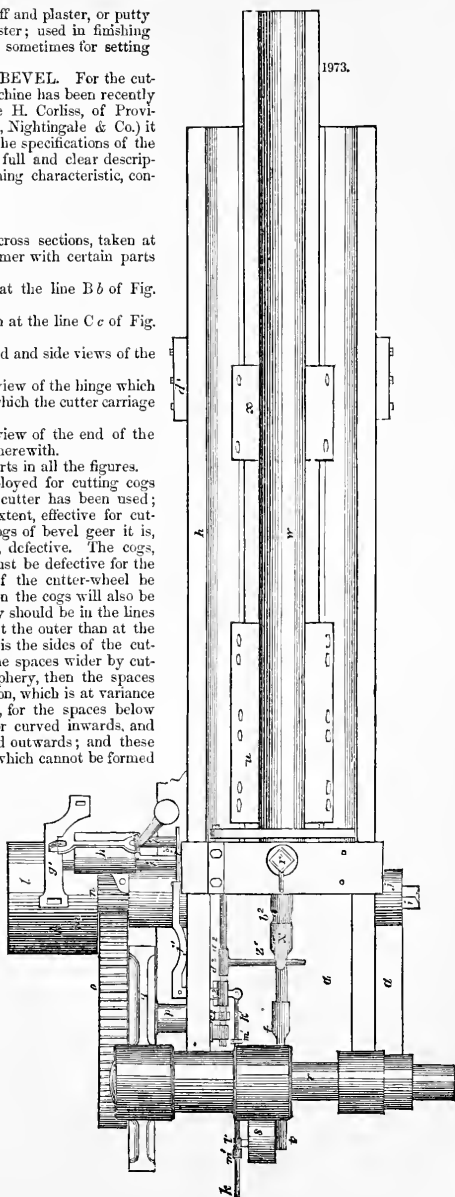 ff and plaster, or putty
ster; used in finishing
sometimes for setting
BEVEL. For the cut-
chine has been recently
e H. Corliss, of Provi-
, Nightingale & Co.) it
he specifications of the
full and clear descrip-
ning characteristic, con-
cross sections, taken at
mer with certain parts
at the line B b of Fig.
n at the line C c of Fig.
d and side views of the
view of the hinge which
which the cutter carriage
view of the end of the
herewith.
rts in all the figures.
ployed for cutting cogs
cutter has been used;
xtent, effective for cut-
ogs of bevel geer it is,
, defective. The cogs,
ust be defective for the
f the cutter-wheel be
n the cogs will also be
y should be in the lines
t the outer than at the
is the sides of the cut-
he spaces wider by cut-
phery, then the spaces
on, which is at variance
, for the spaces below
r curved inwards, and
d outwards; and these
which cannot be formed
1973.
d'
x
h
w
u
l
g'
h
n
i
j
r
b²
X
z'
o
q
p
k'
m'
f
a
d
r
s
k